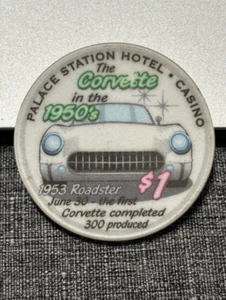 PALACE STATION HOTEL • CASINO
The
Corvette
in the
1950's
1953 Roadster
$1
June 30 - the first
Corvette completed
300 produced